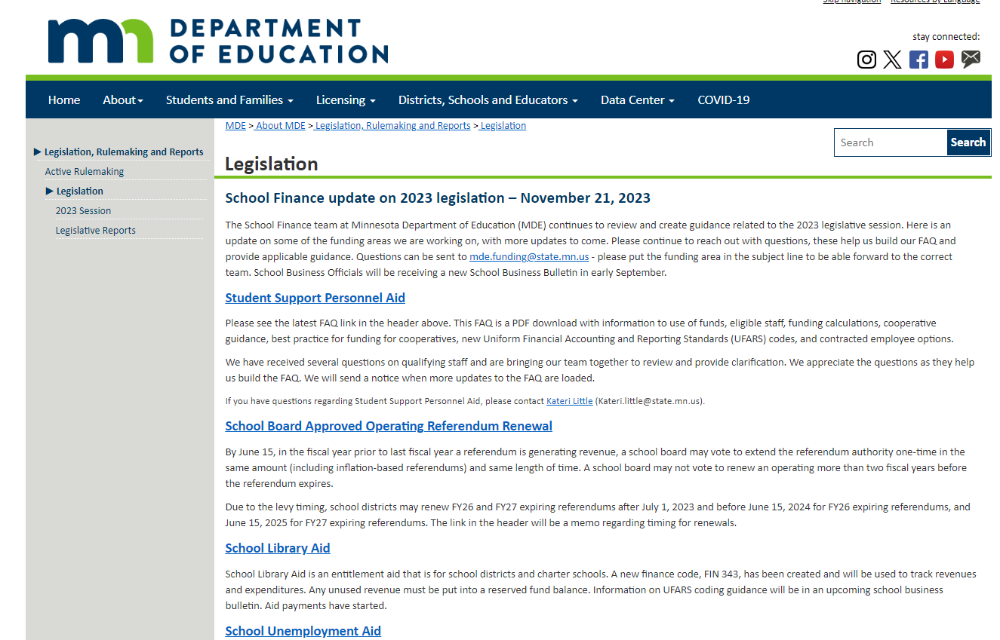 Skip navigation Resources by Language
mn DEPARTMENT
OF EDUCATION
stay connected:
Home About Students and Families Licensing Districts, Schools and Educators Data Center COVID-19
MDE > About MDE > Legislation, Rulemaking and Reports > Legislation
Search Search
Legislation, Rulemaking and Reports
Active Rulemaking
Legislation
2023 Session
Legislative Reports
Legislation
School Finance update on 2023 legislation – November 21, 2023
The School Finance team at Minnesota Department of Education (MDE) continues to review and create guidance related to the 2023 legislative session. Here is an
update on some of the funding areas we are working on, with more updates to come. Please continue to reach out with questions, these help us build our FAQ and
provide applicable guidance. Questions can be sent to mde.funding@state.mn.us - please put the funding area in the subject line to be able forward to the correct
team. School Business Officials will be receiving a new School Business Bulletin in early September.
Student Support Personnel Aid
Please see the latest FAQ link in the header above. This FAQ is a PDF download with information to use of funds, eligible staff, funding calculations, cooperative
guidance, best practice for funding for cooperatives, new Uniform Financial Accounting and Reporting Standards (UFARS) codes, and contracted employee options.
We have received several questions on qualifying staff and are bringing our team together to review and provide clarification. We appreciate the questions as they help
us build the FAQ. We will send a notice when more updates to the FAQ are loaded.
If you have questions regarding Student Support Personnel Aid, please contact Kateri Little (Kateri.little@state.mn.us).
School Board Approved Operating Referendum Renewal
By June 15, in the fiscal year prior to last fiscal year a referendum is generating revenue, a school board may vote to extend the referendum authority one-time in the
same amount (including inflation-based referendums) and same length of time. A school board may not vote to renew an operating more than two fiscal years before
the referendum expires.
Due to the levy timing, school districts may renew FY26 and FY27 expiring referendums after July 1, 2023 and before June 15, 2024 for FY26 expiring referendums, and
June 15, 2025 for FY27 expiring referendums. The link in the header will be a memo regarding timing for renewals.
School Library Aid
School Library Aid is an entitlement aid that is for school districts and charter schools. A new finance code, FIN 343, has been created and will be used to track revenues
and expenditures. Any unused revenue must be put into a reserved fund balance. Information on UFARS coding guidance will be in an upcoming school business
bulletin. Aid payments have started.
School Unemployment Aid